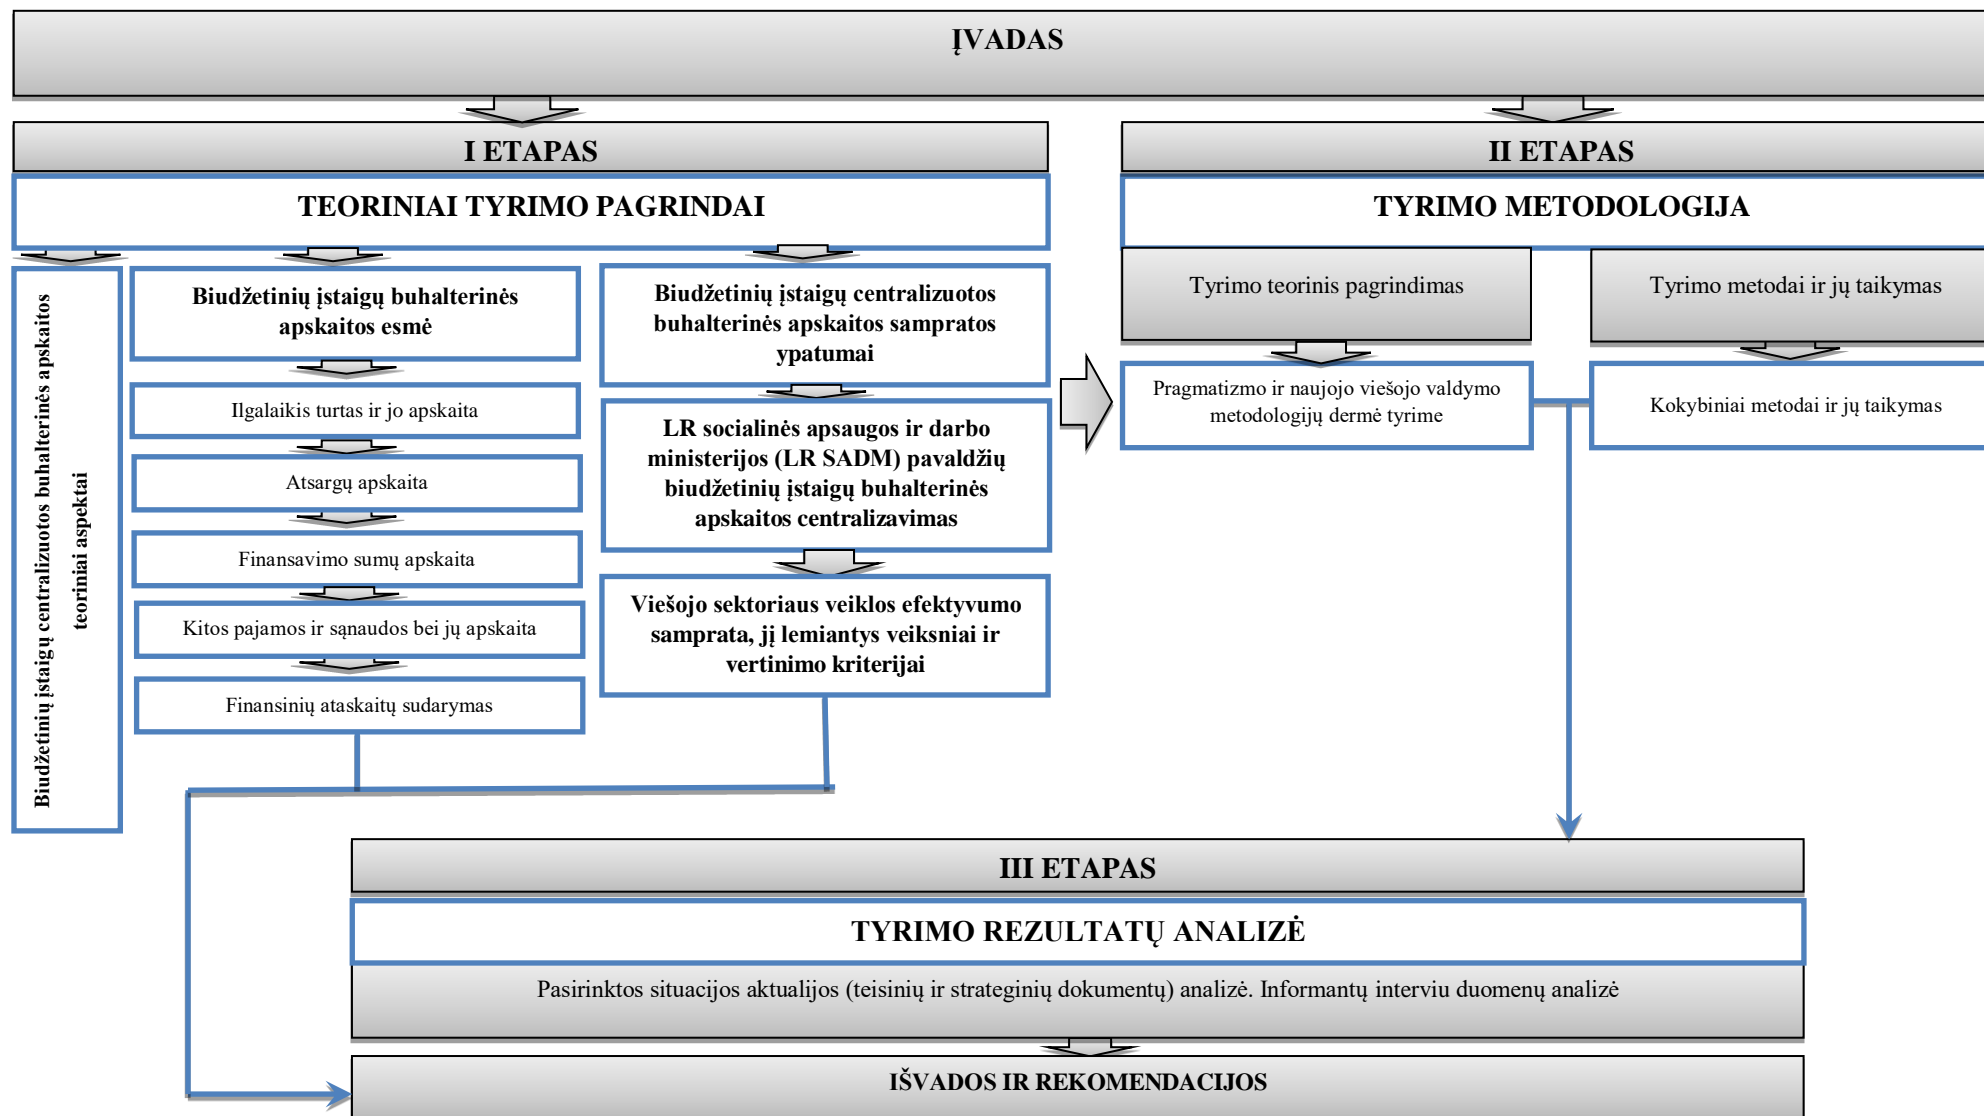 ĮVADAS
I ETAPAS
TEORINIAI TYRIMO PAGRINDAI
Biudžetinių įstaigų centralizuotos buhalterinės apskaitos
teoriniai aspektai
Biudžetinių įstaigų buhalterinės
apskaitos esmė
Ilgalaikis turtas ir jo apskaita
Atsargų apskaita
Finansavimo sumų apskaita
Kitos pajamos ir sąnaudos bei jų apskaita
Finansinių ataskaitų sudarymas
Biudžetinių įstaigų centralizuotos
buhalterinės apskaitos sampratos
ypatumai
LR socialinės apsaugos ir darbo
ministerijos (LR SADM) pavaldžių
biudžetinių įstaigų buhalterinės
apskaitos centralizavimas
Viešojo sektoriaus veiklos efektyvumo
samprata, jį lemiantys veiksniai ir
vertinimo kriterijai
II ETAPAS
TYRIMO METODOLOGIJA
Tyrimo teorinis pagrindimas
Pragmatizmo ir naujojo viešojo valdymo
metodologijų dermė tyrime
Tyrimo metodai ir jų taikymas
Kokybiniai metodai ir jų taikymas
III ETAPAS
TYRIMO REZULTATŲ ANALIZĖ
Pasirinktos situacijos aktualijos (teisinių ir strateginių dokumentų) analizė. Informantų interviu duomenų analizė
IŠVADOS IR REKOMENDACIJOS